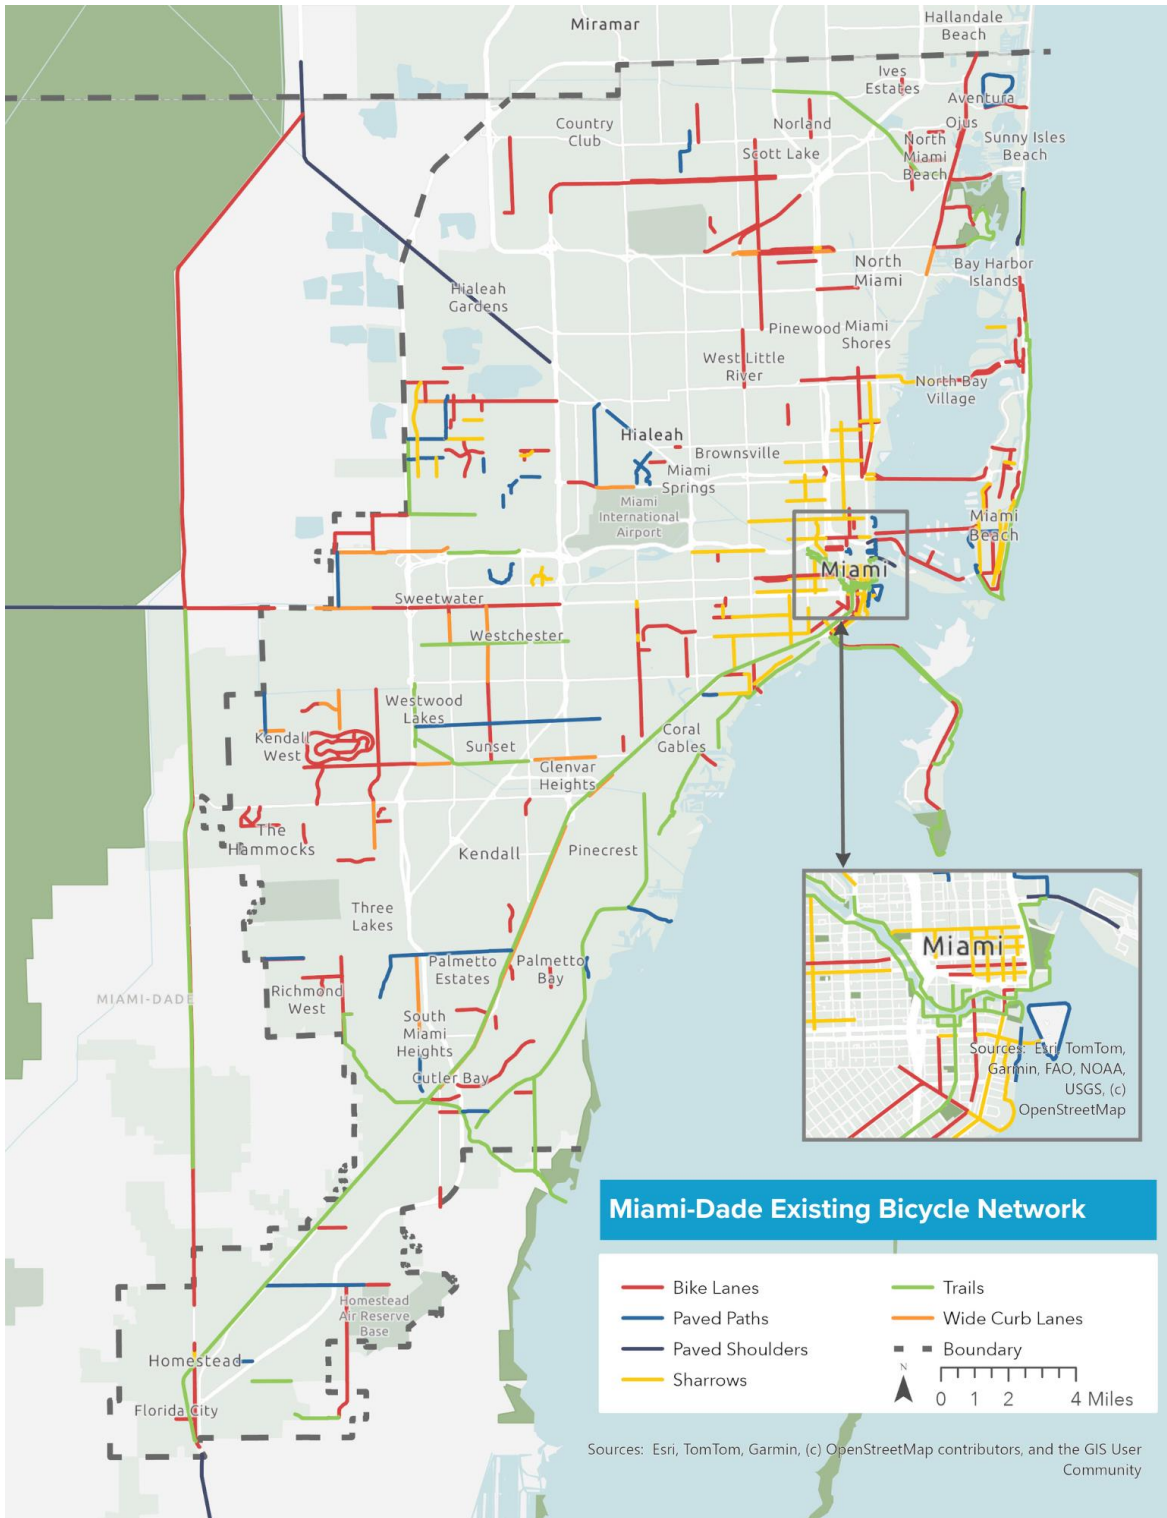 Miramar
Hallandale
Beach
Ives
Estates
Aventura
Country
Club
Norland
Ojus
North
Miami
Beach
Sunny Isles
Beach
Scott Lake
North
Miami
Bay Harbor
Islands
Hialeah
Gardens
Pinewood
Miami
Shores
West Little
River
North Bay
Village
Hialeah
Brownsville
Miami
Springs
Miami
International
Airport
Miami
Beach
Miami
Sweetwater
Westchester
Westwood
Lakes
Coral
Gables
Kendall
West
Sunset
Glenvar
Heights
The
Hammocks
Kendall
Pinecrest
Three
Lakes
Palmetto
Estates
Palmetto
Bay
MIAMI-DADE
Richmond
West
South
Miami
Heights
Cutler Bay
Miami
Sources: Esri, TomTom,
Garmin, FAO, NOAA,
USGS, (c)
OpenStreetMap
Homestead
Air Reserve
Base
Homestead
Florida City
Miami-Dade Existing Bicycle Network
Bike Lanes
Paved Paths
Paved Shoulders
Sharrows
Trails
Wide Curb Lanes
Boundary
N
0 1 2 4 Miles
Sources: Esri, TomTom, Garmin, (c) OpenStreetMap contributors, and the GIS User
Community